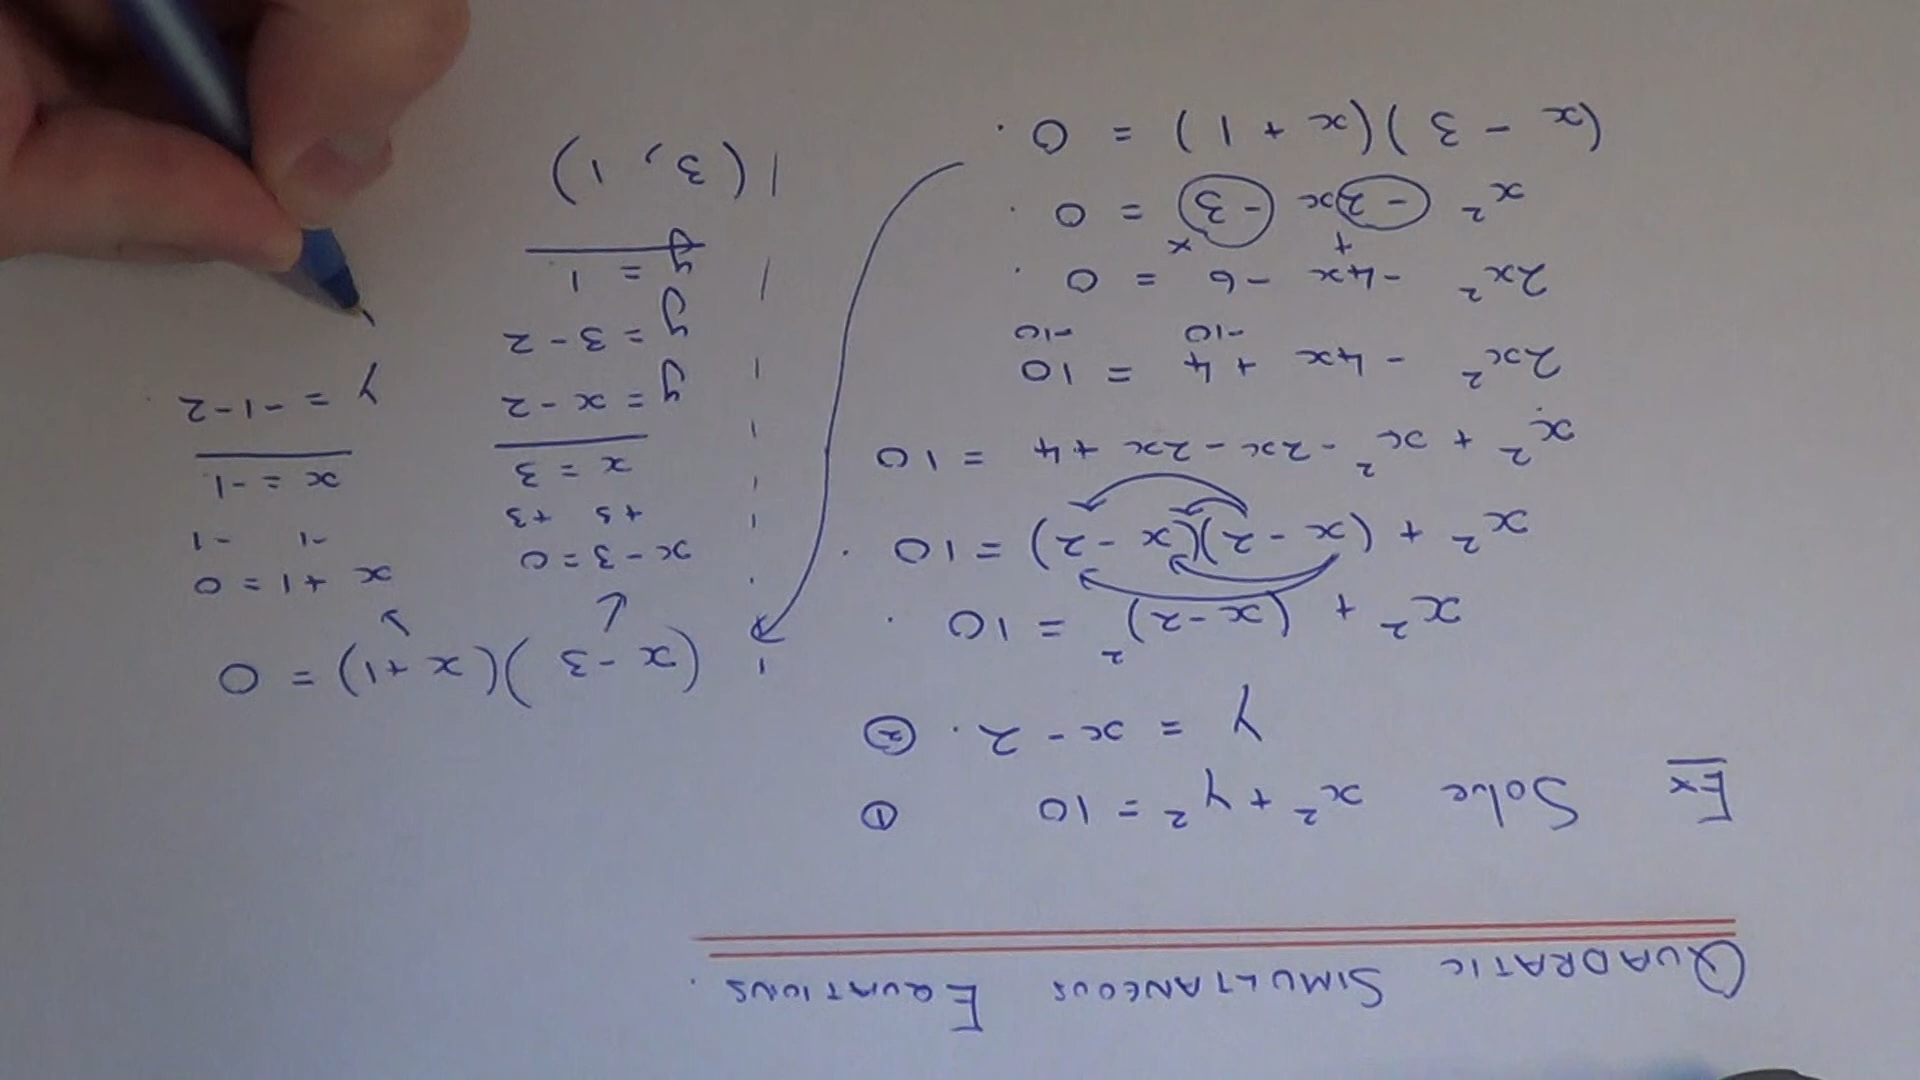 QUADRATIC SIMULTANEOUS EQUATIONS.
Ex Solve x² + y² = 10 ①
y = x - 2. ②
x² + (x-2)² = 10 .
x² + (x - 2)(x - 2) = 10 .
x² + x² - 2x - 2x + 4 = 10
2x² - 4x + 4 = 10
-10 -10
2x² - 4x - 6 = 0 .
+ x
x² - 2x - 3 = 0 .
(x - 3)(x + 1) = 0 .
(x - 3)(x + 1) = 0
x - 3 = 0
+3 +3
x = 3
y = x - 2
y = 3 - 2
y = 1
(3, 1)
x + 1 = 0
-1 -1
x = -1
y = -1 - 2